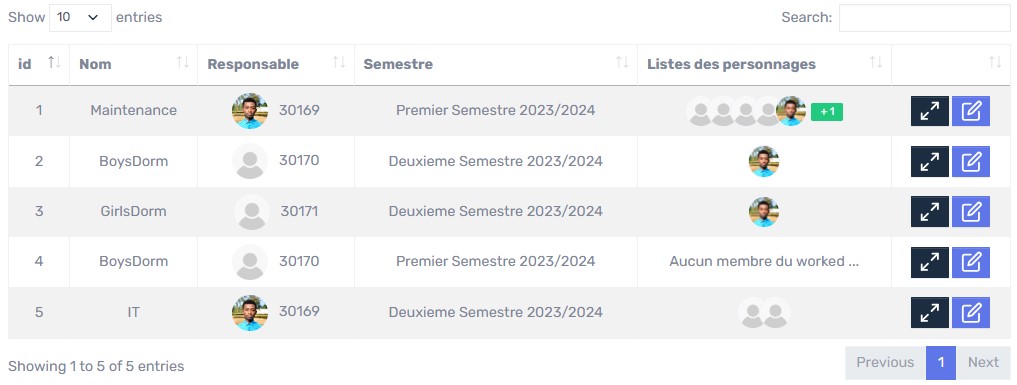 Show 10 entries Search:
id Nom Responsable Semestre Listes des personnages
1 Maintenance 30169 Premier Semestre 2023/2024 +1
2 BoysDorm 30170 Deuxieme Semestre 2023/2024
3 GirlsDorm 30171 Deuxieme Semestre 2023/2024
4 BoysDorm 30170 Premier Semestre 2023/2024 Aucun membre du worked ...
5 IT 30169 Deuxieme Semestre 2023/2024
Showing 1 to 5 of 5 entries Previous 1 Next